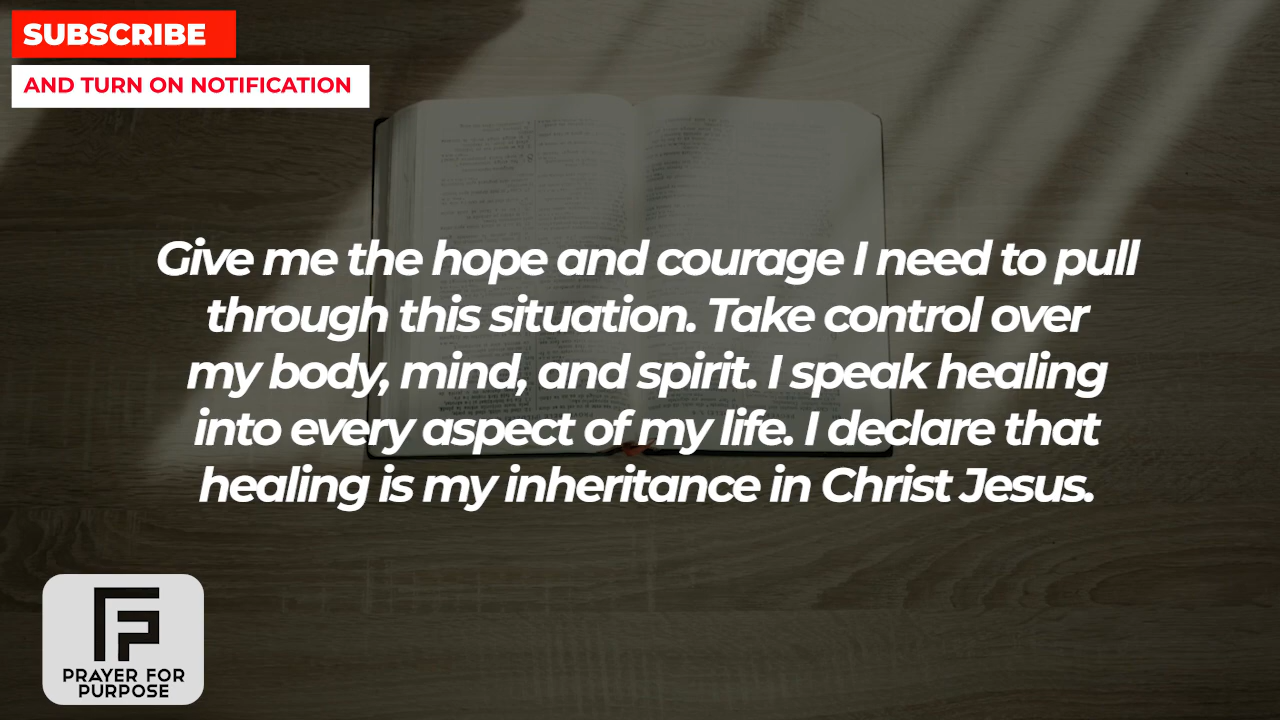 SUBSCRIBE
AND TURN ON NOTIFICATION
Give me the hope and courage I need to pull
through this situation. Take control over
my body, mind, and spirit. I speak healing
into every aspect of my life. I declare that
healing is my inheritance in Christ Jesus.
PRAYER FOR
PURPOSE